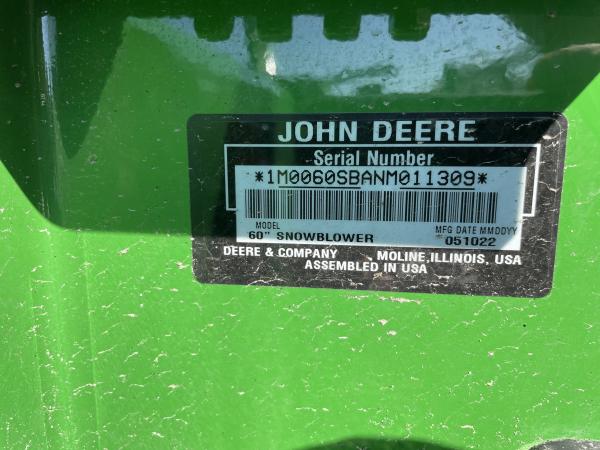 JOHN DEERE
Serial Number
*1M0060SBANM011309*
MODEL MFG DATE MMDDYY
60" SNOWBLOWER 051022
DEERE & COMPANY MOLINE,ILLINOIS, USA
ASSEMBLED IN USA